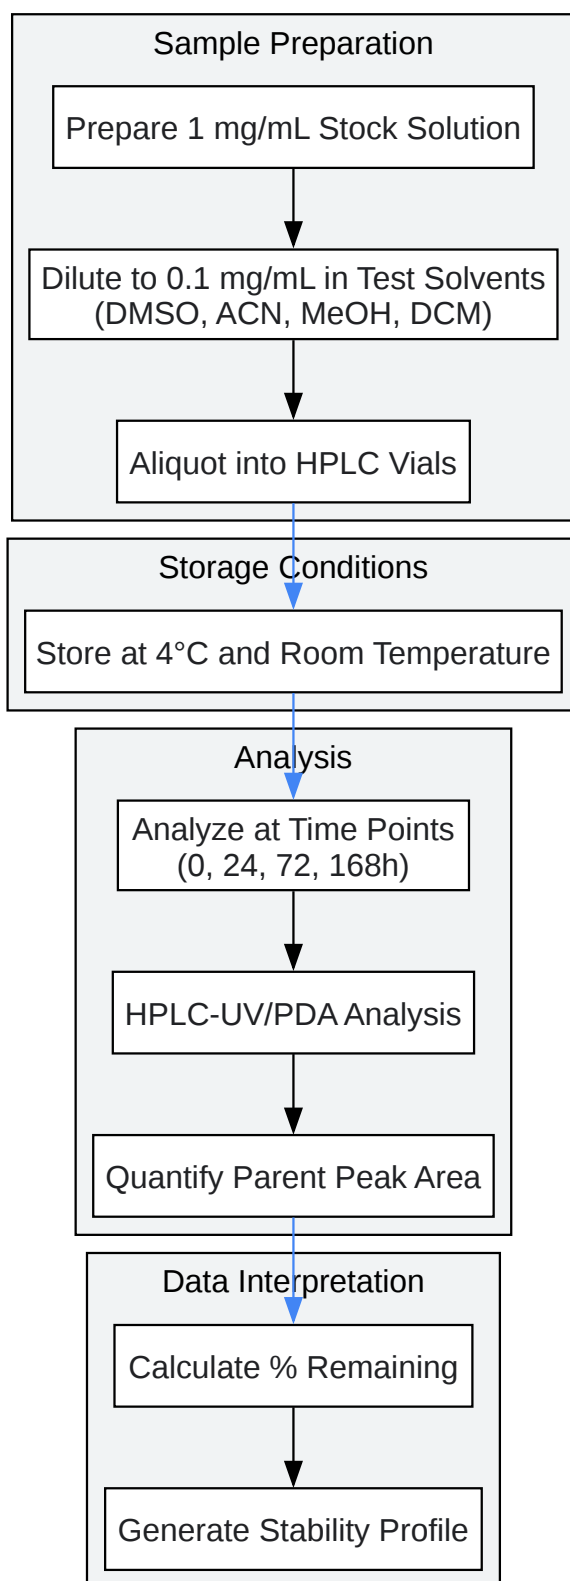 Sample Preparation
Prepare 1 mg/mL Stock Solution
Dilute to 0.1 mg/mL in Test Solvents
(DMSO, ACN, MeOH, DCM)
Aliquot into HPLC Vials
Storage Conditions
Store at 4°C and Room Temperature
Analysis
Analyze at Time Points
(0, 24, 72, 168h)
HPLC-UV/PDA Analysis
Quantify Parent Peak Area
Data Interpretation
Calculate % Remaining
Generate Stability Profile